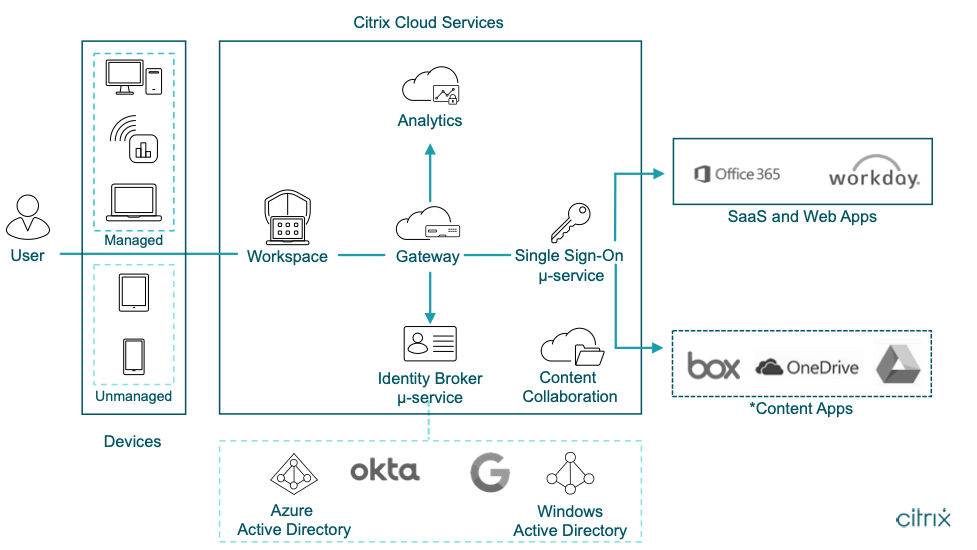 Citrix Cloud Services
Analytics
Office 365
workday.
SaaS and Web Apps
Managed
User
Workspace
Gateway
Single Sign-On
μ-service
box
OneDrive
Identity Broker
μ-service
Content
Collaboration
Unmanaged
*Content Apps
Devices
okta
G
Azure
Active Directory
Windows
Active Directory
citrix